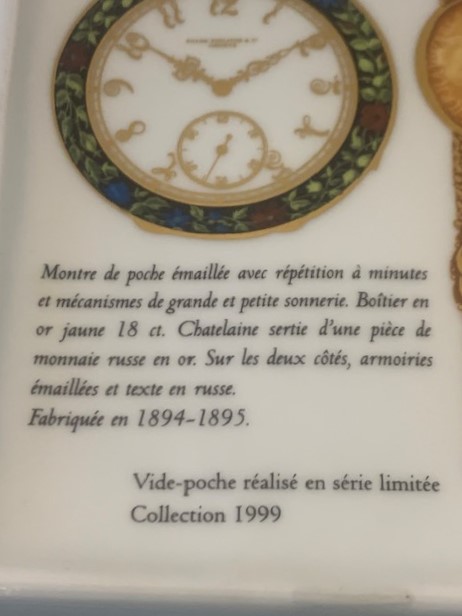 12
Montre de poche émaillée avec répétition à minutes
et mécanismes de grande et petite sonnerie. Boîtier en
or jaune 18 ct. Chatelaine sertie d'une pièce de
monnaie russe en or. Sur les deux côtés, armoiries
émaillées et texte en russe.
Fabriquée en 1894-1895.
Vide-poche réalisé en série limitée
Collection 1999